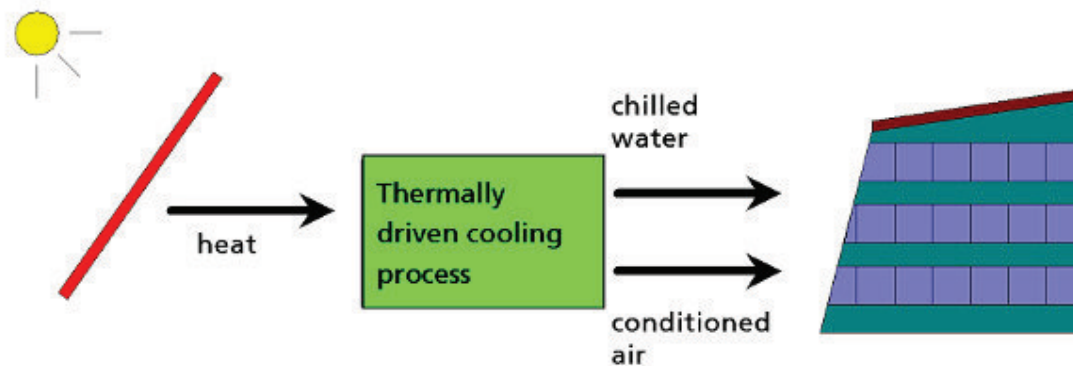 heat
Thermally
driven cooling
process
chilled
water
conditioned
air